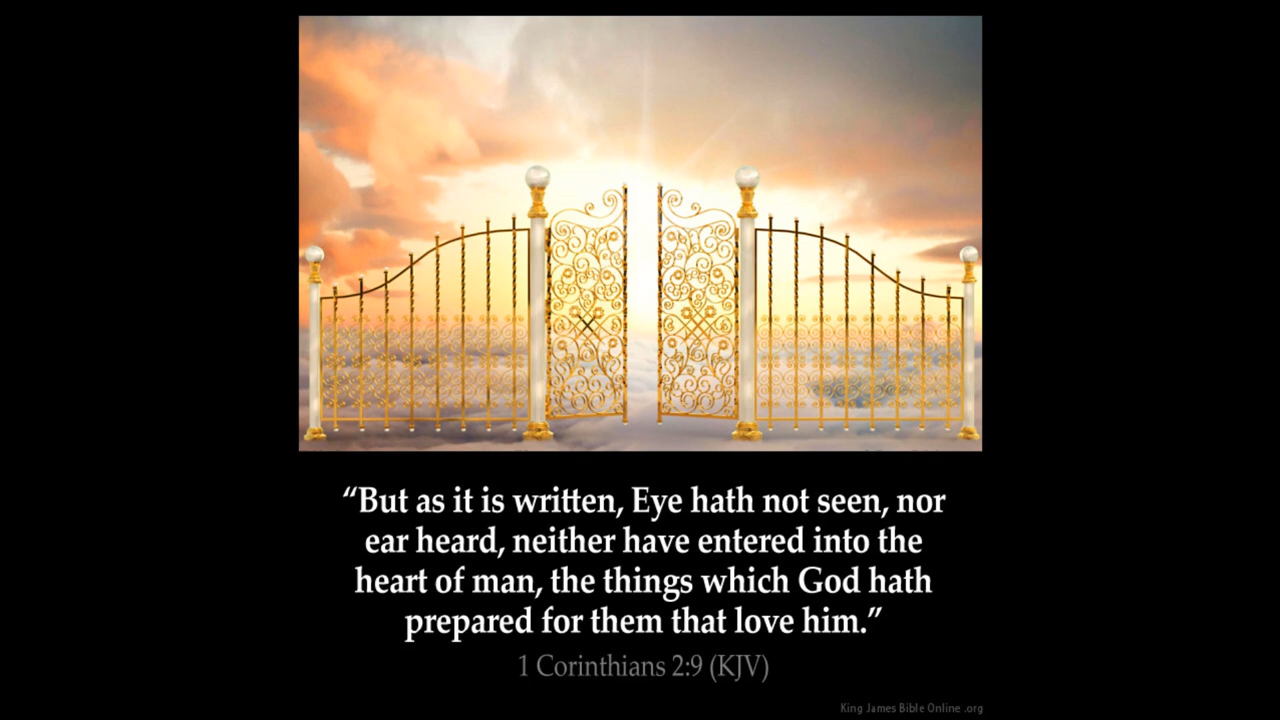 “But as it is written, Eye hath not seen, nor
ear heard, neither have entered into the
heart of man, the things which God hath
prepared for them that love him.”
1 Corinthians 2:9 (KJV)
King James Bible Online .org